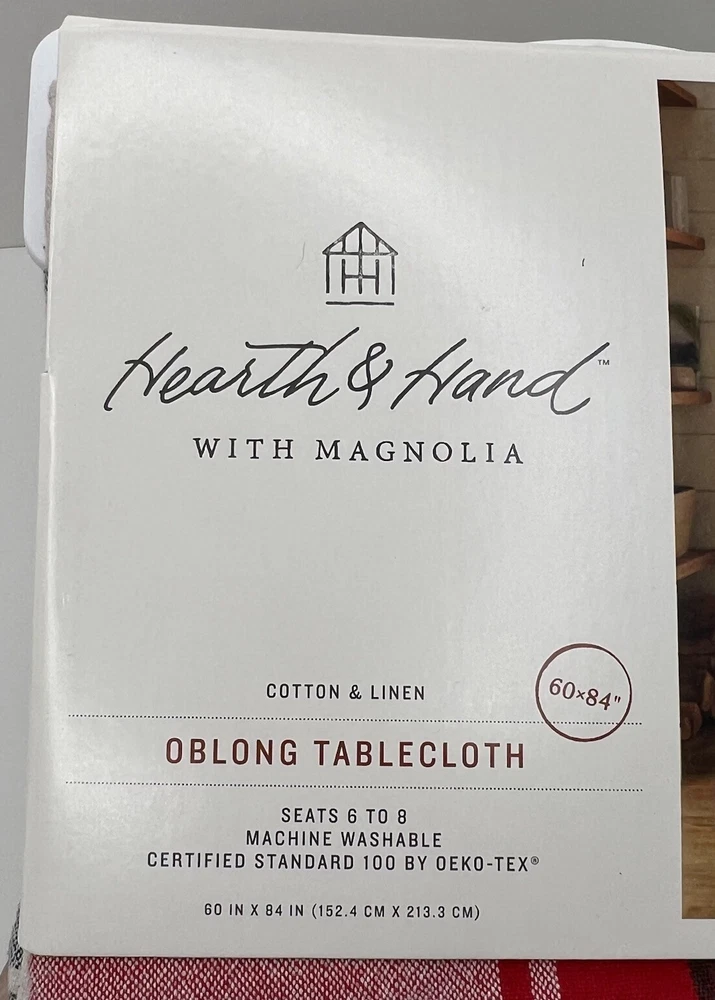 Hearth & Hand™
WITH MAGNOLIA
COTTON & LINEN
60×84"
OBLONG TABLECLOTH
SEATS 6 TO 8
MACHINE WASHABLE
CERTIFIED STANDARD 100 BY OEKO-TEX®
60 IN X 84 IN (152.4 CM X 213.3 CM)